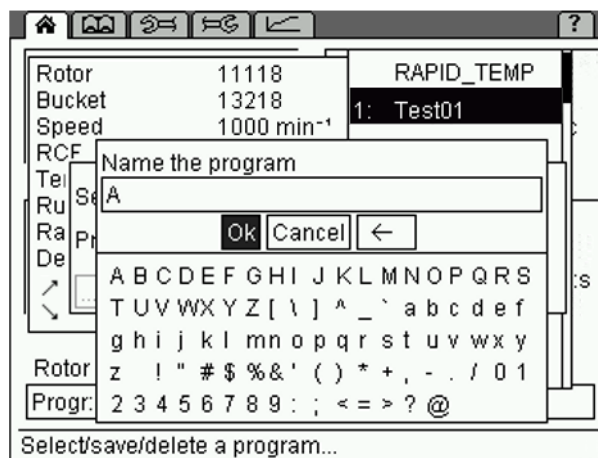 ?
Rotor 11118
Bucket 13218
Speed 1000 min⁻¹
RCF
RAPID_TEMP
1: Test01
Name the program
A
Ok Cancel ←
A B C D E F G H I J K L M N O P Q R S
T U V W X Y Z [ \ ] ^ _ ` a b c d e f
g h i j k l m n o p q r s t u v w x y
z ! " # $ % & ' ( ) * + , - . / 0 1
2 3 4 5 6 7 8 9 : ; < = > ? @
Rotor
Progr:
Select/save/delete a program...